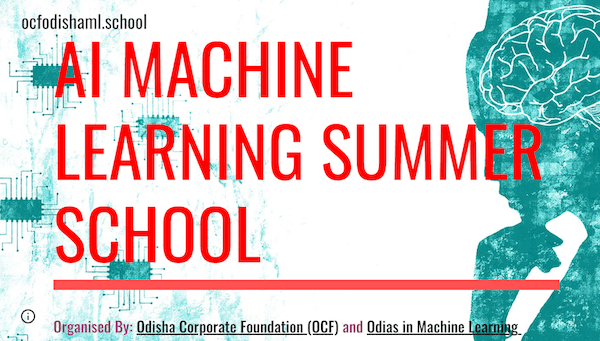 ocfodishaml.school
AI MACHINE
LEARNING SUMMER
SCHOOL
Organised By: Odisha Corporate Foundation (OCF) and Odias in Machine Learning